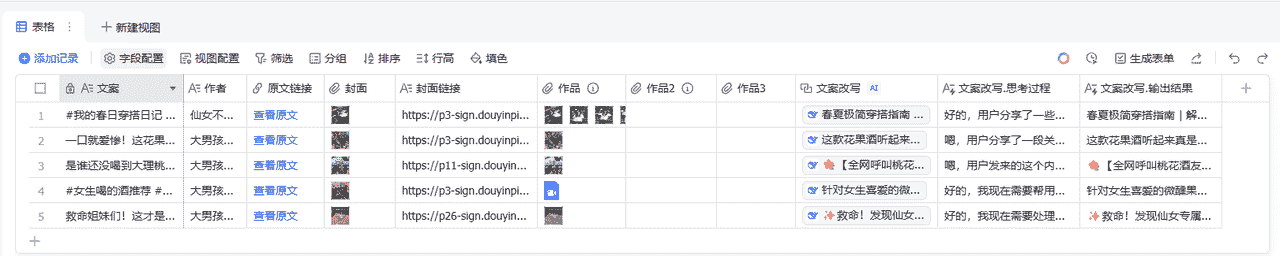 表格
新建视图
添加记录 字段配置 视图配置 筛选 分组 排序 行高 填色 生成表单
文案 作者 原文链接 封面 封面链接 作品 作品2 作品3 文案改写 AI 文案改写.思考过程 文案改写.输出结果
1 #我的春日穿搭日记 ... 仙女不... 查看原文 https://p3-sign.douyinpi... 春夏极简穿搭指南 ... 好的，用户分享了一些... 春夏极简穿搭指南｜解...
2 一口就爱惨！这花果... 大男孩... 查看原文 https://p3-sign.douyin... 这款花果酒听起来... 嗯，用户分享了一段关... 这款花果酒听起来真是...
3 是谁还没喝到大理桃... 大男孩... 查看原文 https://p11-sign.douyin... 【全网呼叫桃花... 嗯，用户发来的这个内... 【全网呼叫桃花酒友...
4 #女生喝的酒推荐 #... 大男孩... 查看原文 https://p3-sign.douyin... 针对女生喜爱的微... 好的，我现在需要帮用... 针对女生喜爱的微醺果...
5 救命姐妹们！这才是... 大男孩... 查看原文 https://p26-sign.douyin... 救命！发现仙女... 好的，我现在需要处理... 救命！发现仙女专属...